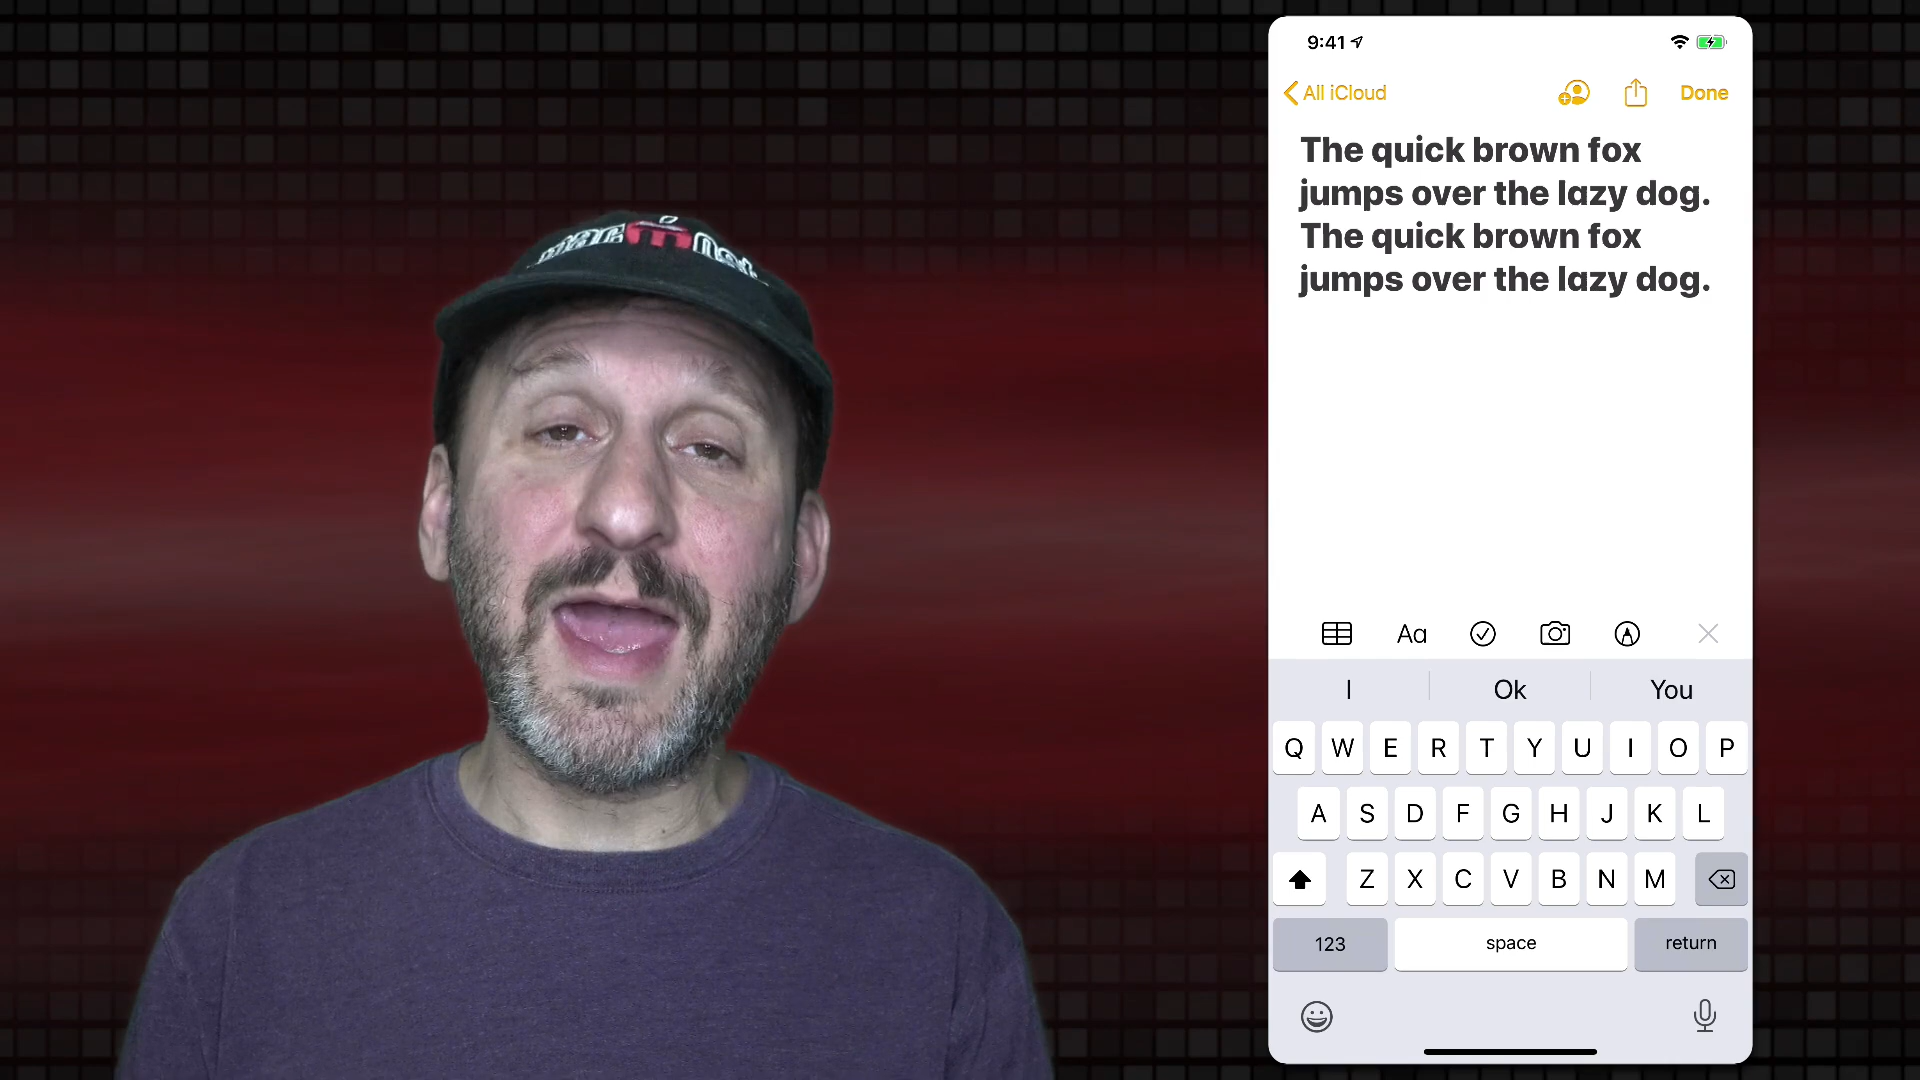 9:41
All iCloud
Done
The quick brown fox
jumps over the lazy dog.
The quick brown fox
jumps over the lazy dog.
Aa
I Ok You
Q W E R T Y U I O P
A S D F G H J K L
Z X C V B N M
123 space return